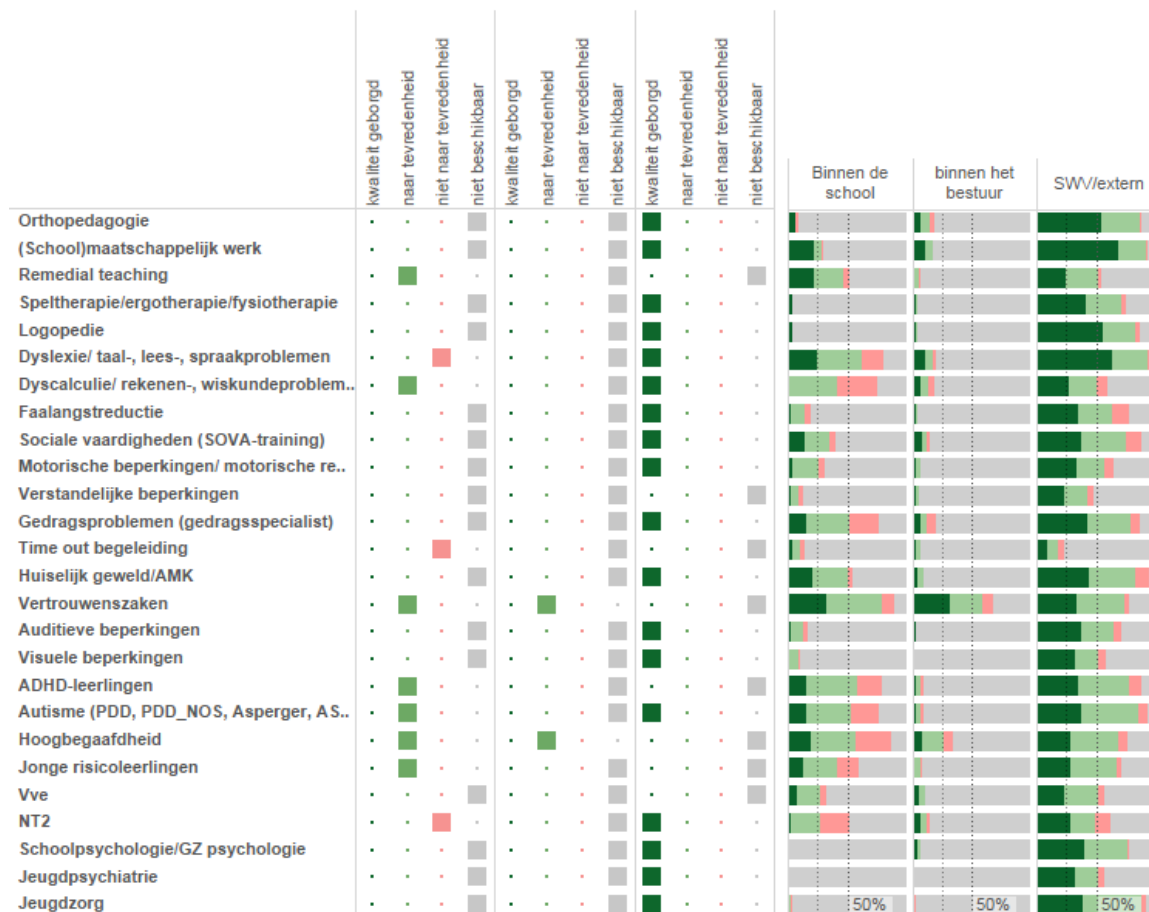 kwaliteit geborgd
naar tevredenheid
niet naar tevredenheid
niet beschikbaar
kwaliteit geborgd
naar tevredenheid
niet naar tevredenheid
niet beschikbaar
kwaliteit geborgd
naar tevredenheid
niet naar tevredenheid
niet beschikbaar
Binnen de
school
binnen het
bestuur
SWV/extern
Orthopedagogie
(School)maatschappelijk werk
Remedial teaching
Speltherapie/ergotherapie/fysiotherapie
Logopedie
Dyslexie/ taal-, lees-, spraakproblemen
Dyscalculie/ rekenen-, wiskundeproblem..
Faalangstreductie
Sociale vaardigheden (SOVA-training)
Motorische beperkingen/ motorische re..
Verstandelijke beperkingen
Gedragsproblemen (gedragsspecialist)
Time out begeleiding
Huiselijk geweld/AMK
Vertrouwenszaken
Auditieve beperkingen
Visuele beperkingen
ADHD-leerlingen
Autisme (PDD, PDD_NOS, Asperger, AS..
Hoogbegaafdheid
Jonge risicoleerlingen
Vve
NT2
Schoolpsychologie/GZ psychologie
Jeugdpsychiatrie
Jeugdzorg 50% 50% 50%